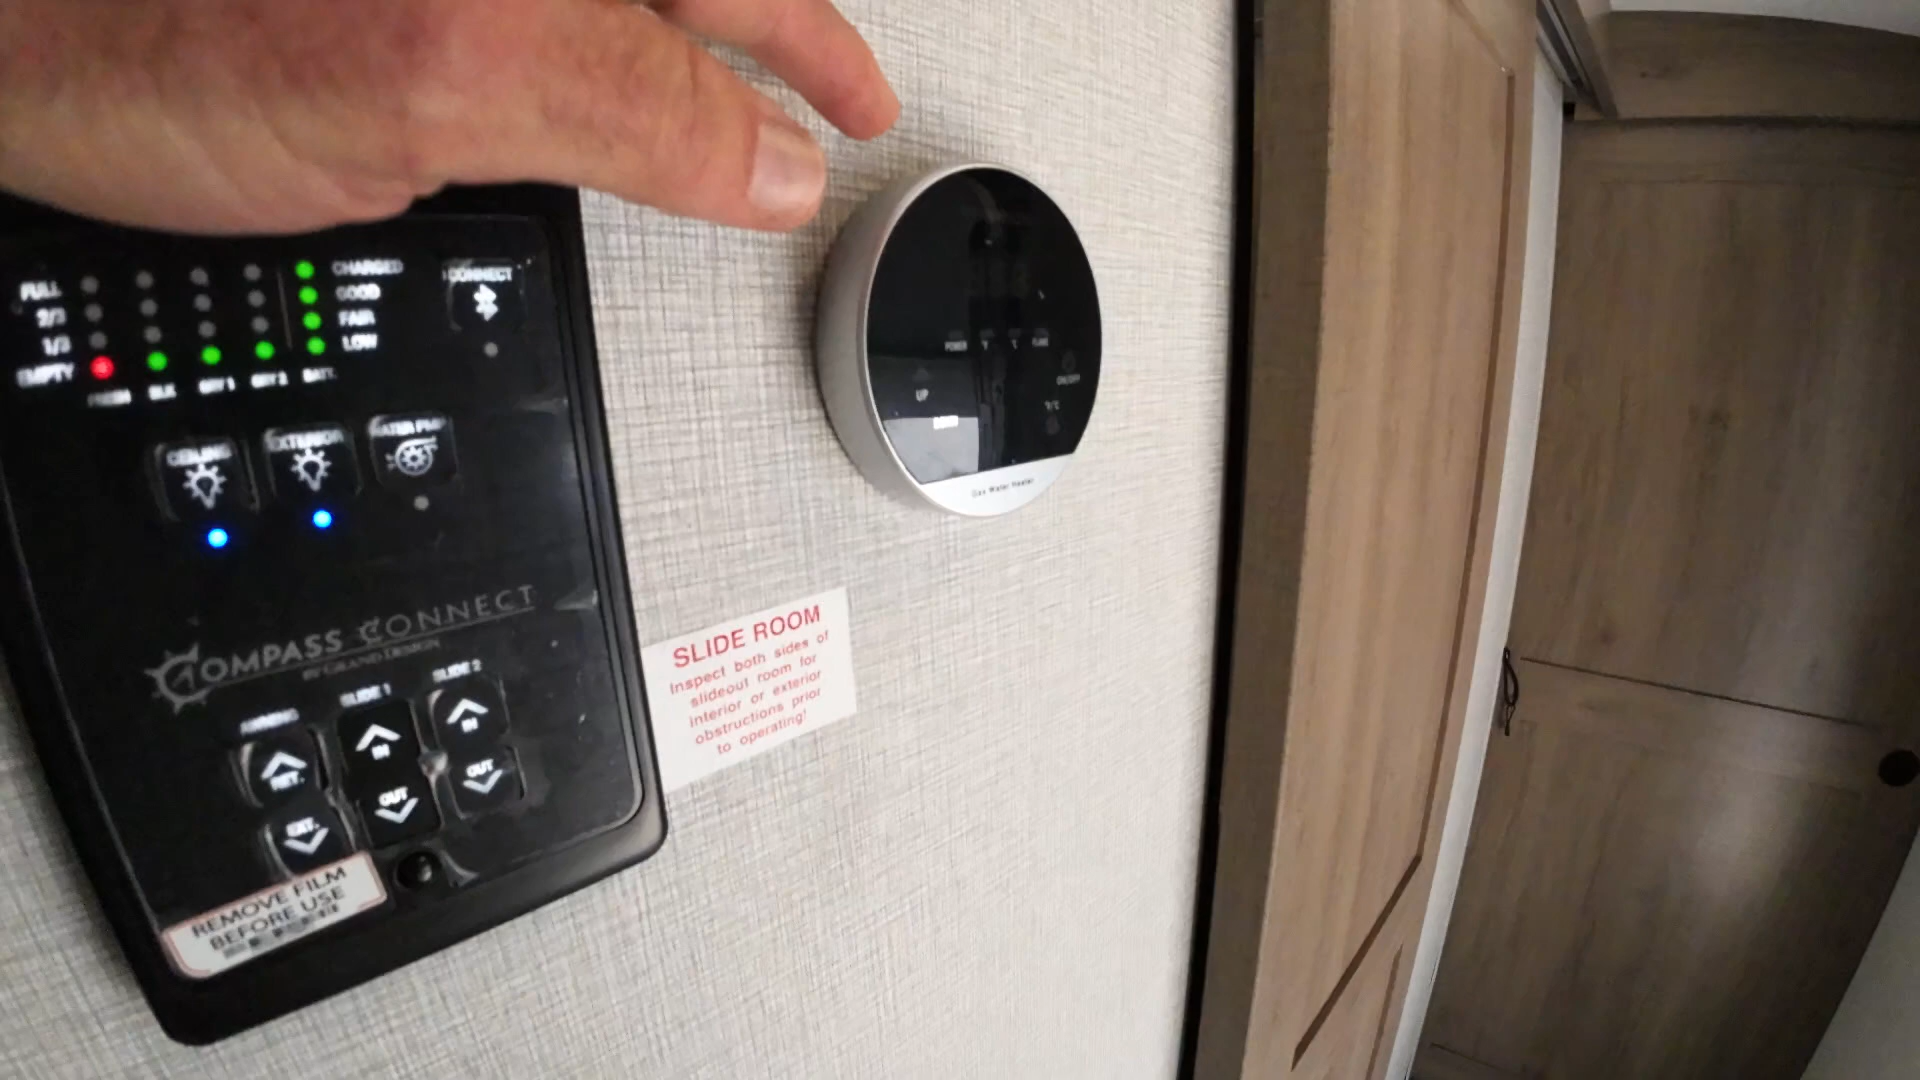 CONNECT
CHARGED
FULL
GOOD
2/3
FAIR
1/3
LOW
EMPTY
FRESH BLK GRY 1 GRY 2 BATT.
CEILING
EXTERIOR
WATER PMP
COMPASS CONNECT
BY GRAND DESIGN
AWNING
SLIDE 1
SLIDE 2
RET.
IN
IN
EXT.
OUT
OUT
REMOVE FILM
BEFORE USE
POWER °F °C FLAME
ON/OFF
UP
°F/°C
Gas Water Heater
SLIDE ROOM
Inspect both sides of
slideout room for
interior or exterior
obstructions prior
to operating!